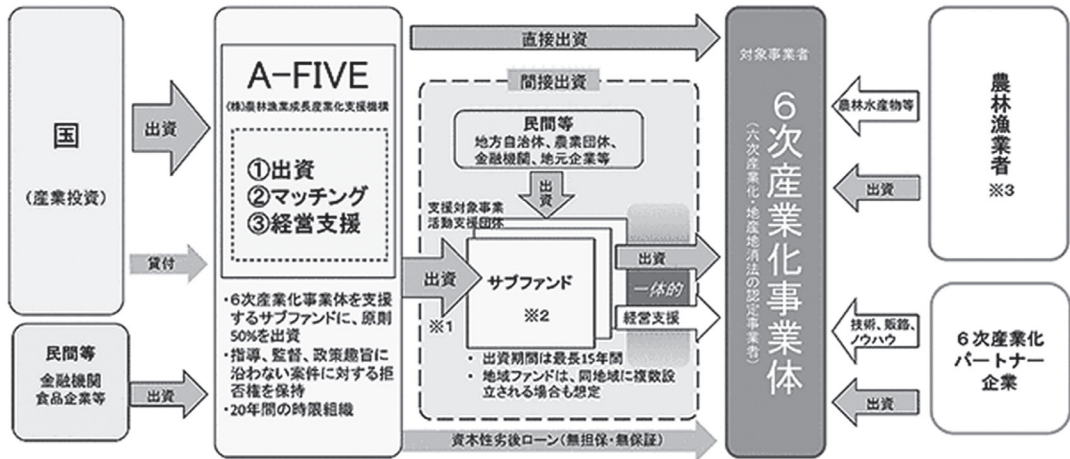 国
(産業投資)
出資
貸付
民間等
金融機関
食品企業等
出資
A-FIVE
(株)農林漁業成長産業化支援機構
①出資
②マッチング
③経営支援
・6次産業化事業体を支援
するサブファンドに、原則
50%を出資
・指導、監督、政策趣旨に
沿わない案件に対する拒
否権を保持
・20年間の時限組織
直接出資
間接出資
民間等
地方自治体、農業団体、
金融機関、地元企業等
出資
支援対象事業
活動支援団体
出資
※1
サブファンド
※2
出資
一体的
経営支援
・ 出資期間は最長15年間
・ 地域ファンドは、同地域に複数設
立される場合も想定
資本性劣後ローン(無担保・無保証)
対象事業者
6次産業化事業体
(六次産業化・地産地消法の認定事業者)
農林水産物等
出資
農林漁業者
※3
技術、販路、
ノウハウ
出資
6次産業化
パートナー
企業